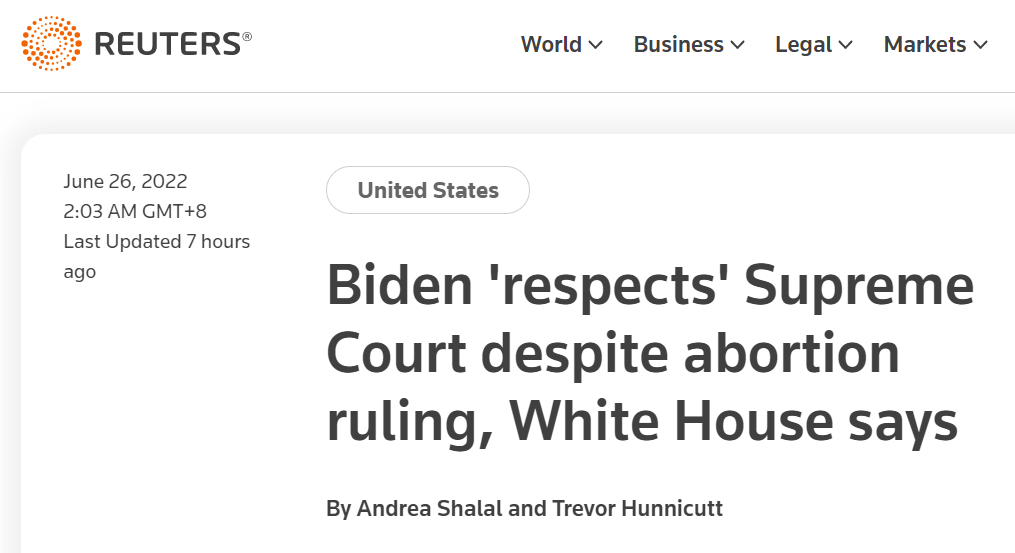 REUTERS®
World Business Legal Markets
June 26, 2022
2:03 AM GMT+8
Last Updated 7 hours
ago
United States
Biden 'respects' Supreme
Court despite abortion
ruling, White House says
By Andrea Shalal and Trevor Hunnicutt